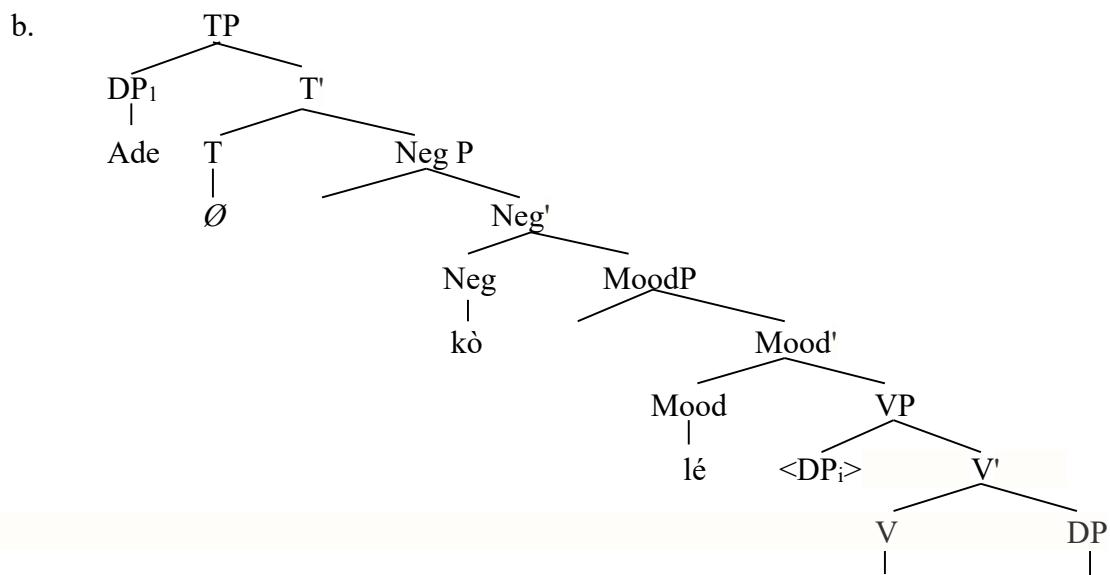 b. TP
DP₁ T'
Ade T Neg P
Ø Neg'
Neg MoodP
kò Mood'
Mood VP
lé <DPᵢ> V'
V DP